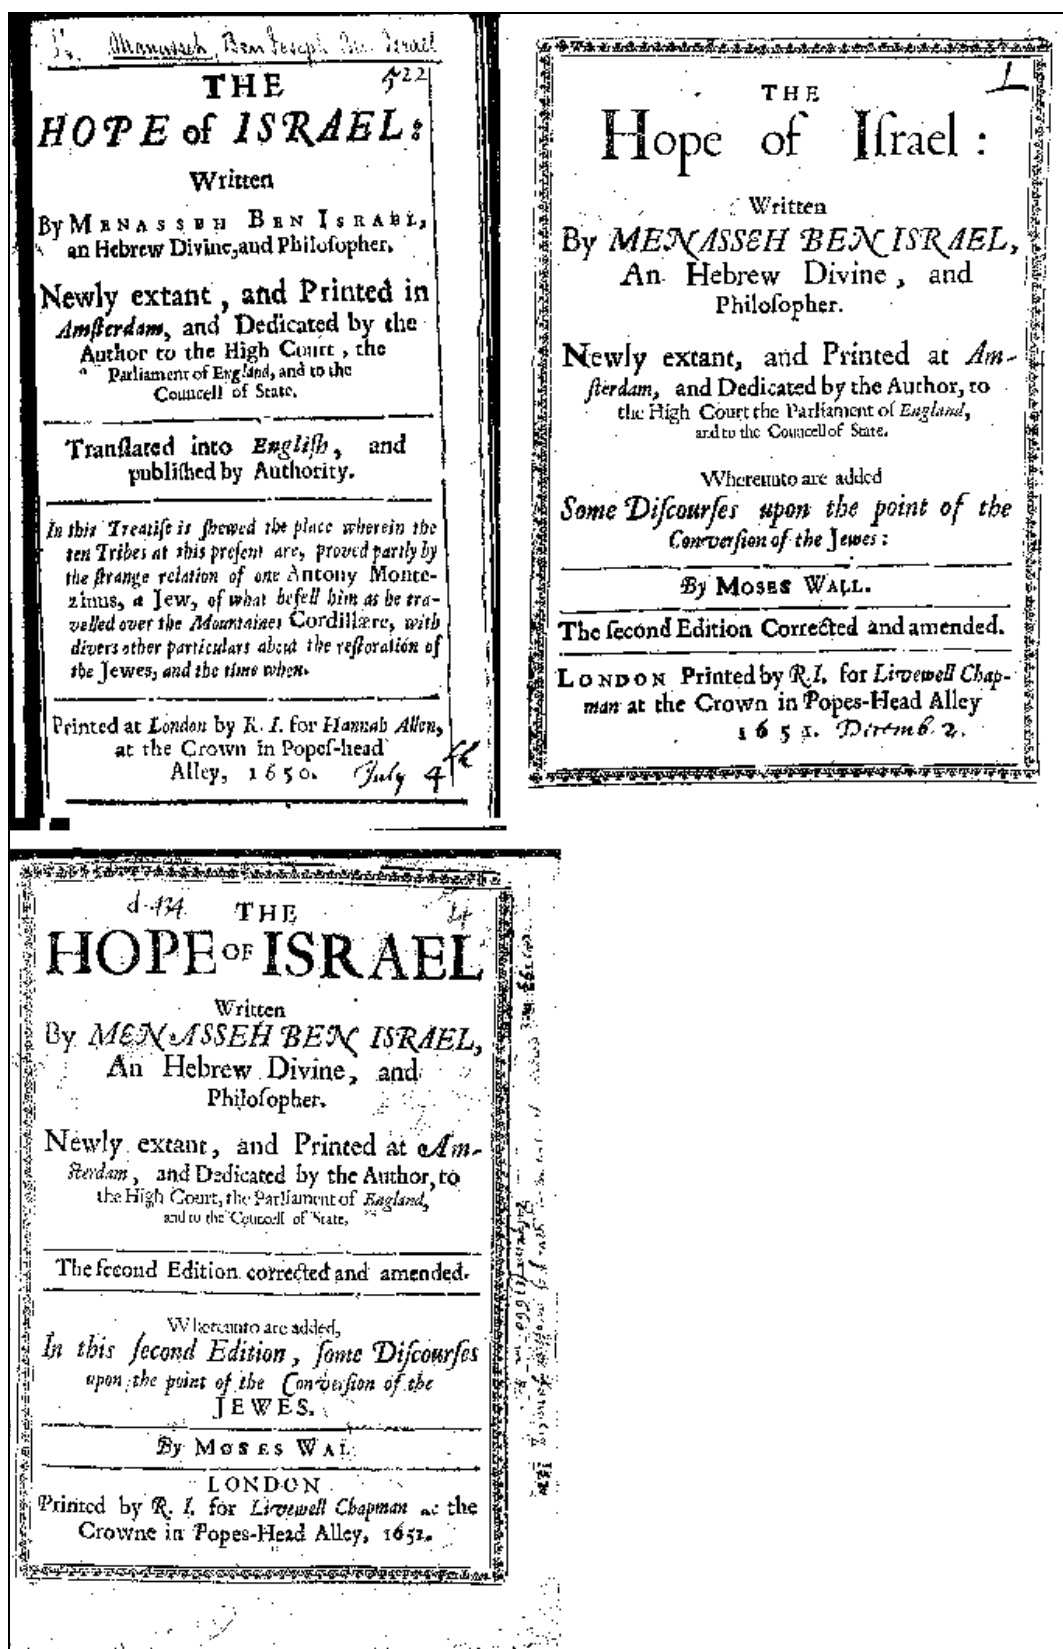 Manasseh, Ben Joseph Ben Israel
522
THE
HOPE of ISRAEL:
Written
By MENASSEH BEN ISRAEL,
an Hebrew Divine, and Philoſopher.
Newly extant, and Printed in
Amſterdam, and Dedicated by the
Author to the High Court, the
Parliament of England, and to the
Councell of State.
Tranſlated into Engliſh, and
publiſhed by Authority.
In this Treatiſe is ſhewed the place wherein the
ten Tribes at this preſent are, proved partly by
the ſtrange relation of one Antony Monte-
zinus, a Jew, of what befell him as he tra-
velled over the Mountaines Cordillære, with
divers other particulars about the reſtoration of
the Jewes, and the time when.
Printed at London by R. I. for Hannah Allen,
at the Crown in Popeſ-head
Alley, 1650. July 4th
L
THE
Hope of Iſrael:
Written
By MENASSEH BEN ISRAEL,
An Hebrew Divine, and
Philoſopher.
Newly extant, and Printed at Am-
ſterdam, and Dedicated by the Author, to
the High Court the Parliament of England,
and to the Councell of State.
Whereunto are added
Some Diſcourſes upon the point of the
Converſion of the Jewes:
By MOSES WALL.
The ſecond Edition Corrected and amended.
LONDON Printed by R.I. for Livewell Chap-
man at the Crown in Popes-Head Alley
1651. Decemb. 2.
d. 434. THE
HOPE OF ISRAEL
Written
By MENASSEH BEN ISRAEL,
An Hebrew Divine, and
Philoſopher.
Newly extant, and Printed at Am-
ſterdam, and Dedicated by the Author, to
the High Court, the Parliament of England,
and to the Councell of State,
The ſecond Edition corrected and amended.
Whereunto are added,
In this ſecond Edition, ſome Diſcourſes
upon the point of the Converſion of the
JEWES.
By MOSES WAL
LONDON
Printed by R. I. for Livewell Chapman at the
Crowne in Popes-Head Alley, 1652.